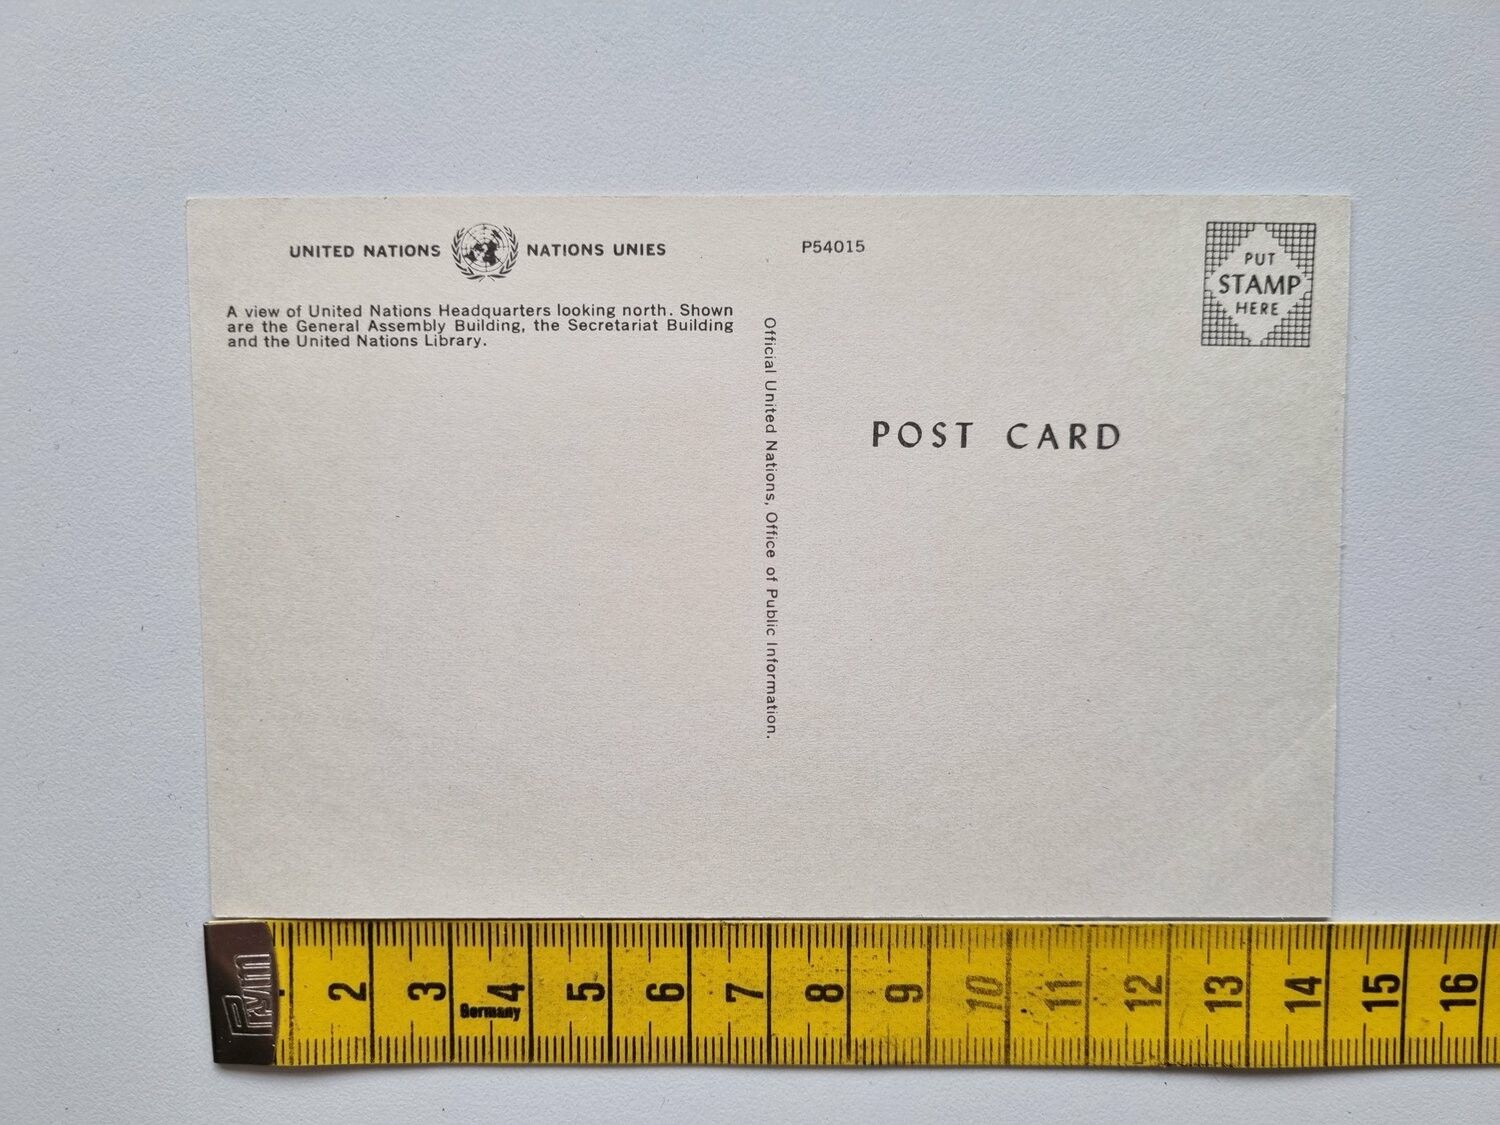 UNITED NATIONS NATIONS UNIES
P54015
PUT
STAMP
HERE
A view of United Nations Headquarters looking north. Shown
are the General Assembly Building, the Secretariat Building
and the United Nations Library.
Official United Nations, Office of Public Information.
POST CARD
Prym
2 3 4 5 6 7 8 9 10 11 12 13 14 15 16
Germany